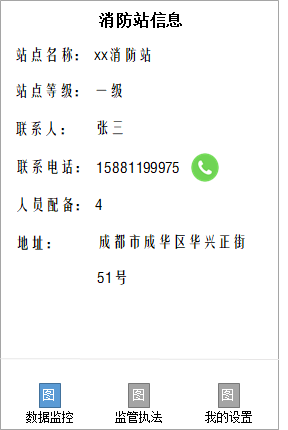 消防站信息
站点名称： xx消防站
站点等级： 一级
联系人： 张三
联系电话： 15881199975
人员配备： 4
地址： 成都市成华区华兴正街
51号
图 图 图
数据监控 监管执法 我的设置